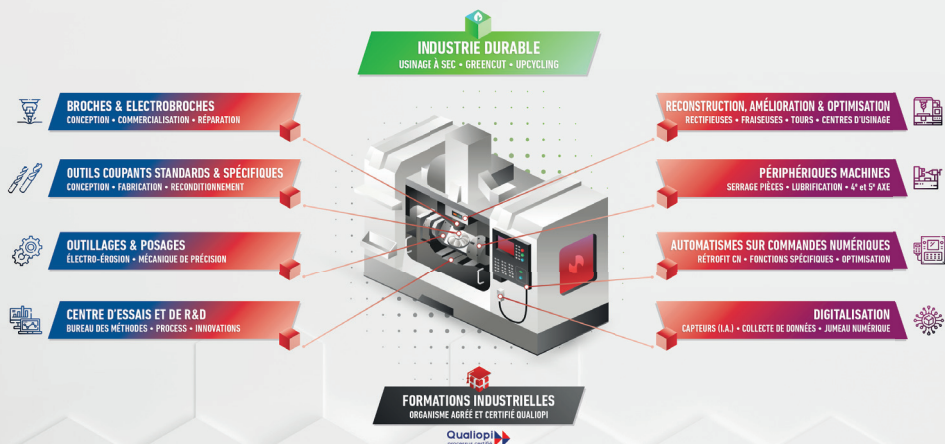 INDUSTRIE DURABLE
USINAGE À SEC • GREENCUT • UPCYCLING
BROCHES & ELECTROBROCHES
CONCEPTION • COMMERCIALISATION • RÉPARATION
OUTILS COUPANTS STANDARDS & SPÉCIFIQUES
CONCEPTION • FABRICATION • RECONDITIONNEMENT
OUTILLAGES & POSAGES
ÉLECTRO-ÉROSION • MÉCANIQUE DE PRÉCISION
CENTRE D'ESSAIS ET DE R&D
BUREAU DES MÉTHODES • PROCESS • INNOVATIONS
RECONSTRUCTION, AMÉLIORATION & OPTIMISATION
RECTIFIEUSES • FRAISEUSES • TOURS • CENTRES D'USINAGE
PÉRIPHÉRIQUES MACHINES
SERRAGE PIÈCES • LUBRIFICATION • 4ᵉ et 5ᵉ AXE
AUTOMATISMES SUR COMMANDES NUMÉRIQUES
RÉTROFIT CN • FONCTIONS SPÉCIFIQUES • OPTIMISATION
DIGITALISATION
CAPTEURS (I.A.) • COLLECTE DE DONNÉES • JUMEAU NUMÉRIQUE
FORMATIONS INDUSTRIELLES
ORGANISME AGRÉÉ ET CERTIFIÉ QUALIOPI
Qualiopi
processus certifié